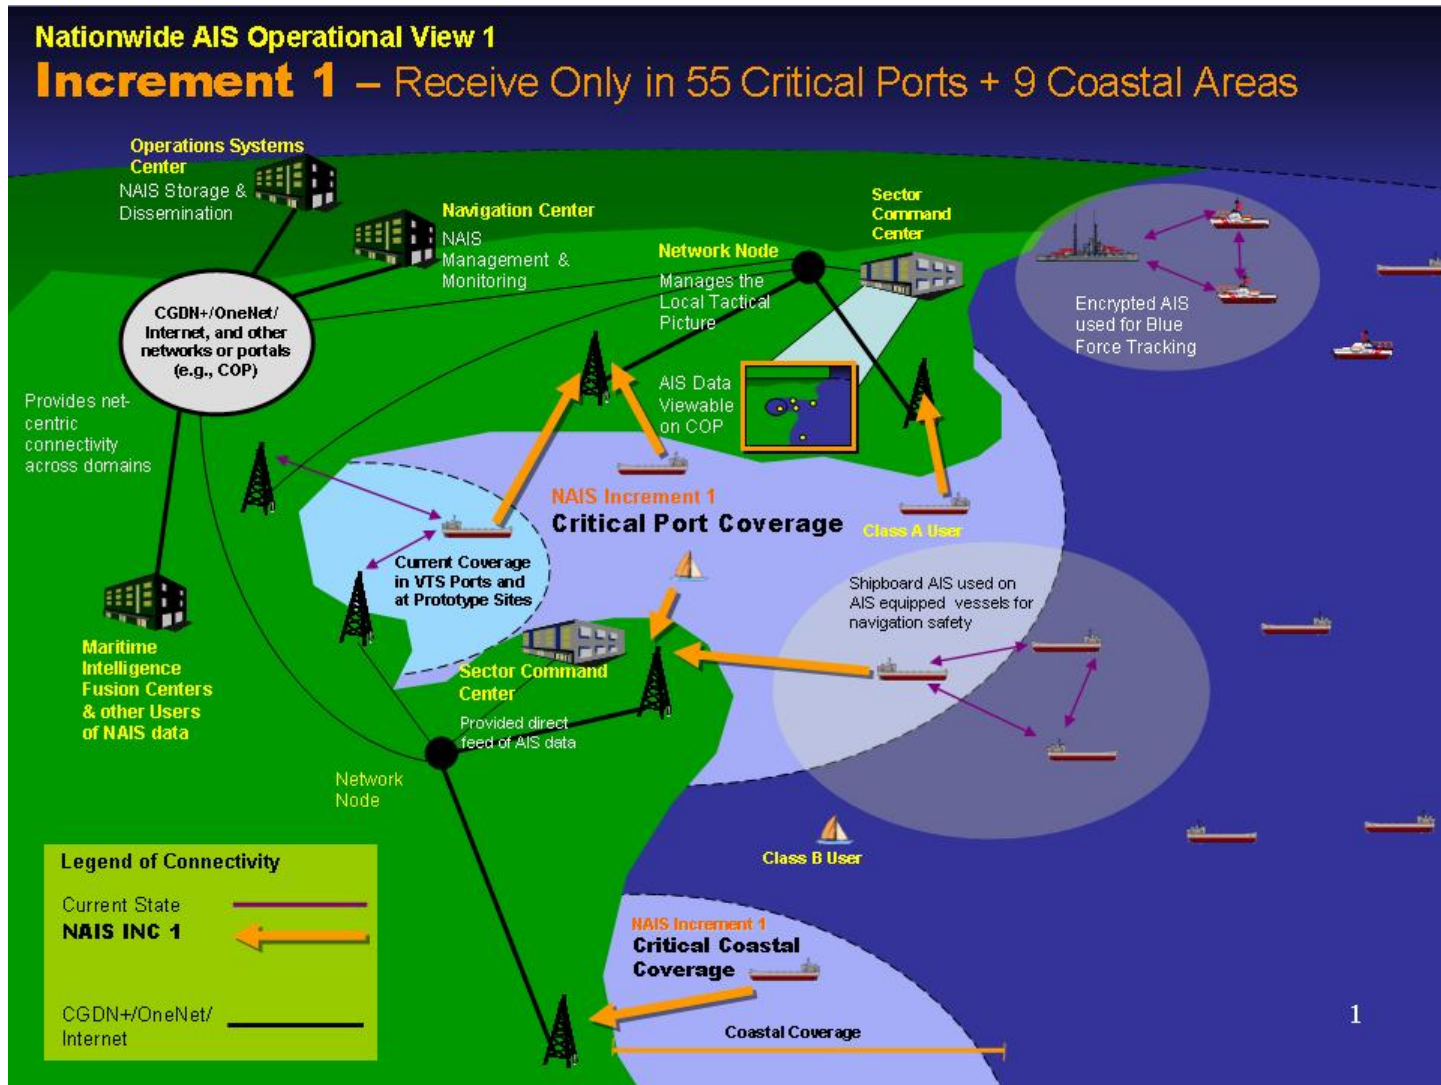 Nationwide AIS Operational View 1
Increment 1 – Receive Only in 55 Critical Ports + 9 Coastal Areas
Operations Systems
Center
NAIS Storage &
Dissemination
Navigation Center
NAIS
Management &
Monitoring
Network Node
Manages the
Local Tactical
Picture
Sector
Command
Center
Encrypted AIS
used for Blue
Force Tracking
CGDN+/OneNet/
Internet, and other
networks or portals
(e.g., COP)
Provides net-
centric
connectivity
across domains
AIS Data
Viewable
on COP
NAIS Increment 1
Critical Port Coverage
Class A User
Current Coverage
in VTS Ports and
at Prototype Sites
Shipboard AIS used on
AIS equipped vessels for
navigation safety
Maritime
Intelligence
Fusion Centers
& other Users
of NAIS data
Sector Command
Center
Provided direct
feed of AIS data
Network
Node
Class B User
Legend of Connectivity
Current State
NAIS INC 1
CGDN+/OneNet/
Internet
NAIS Increment 1
Critical Coastal
Coverage
Coastal Coverage
1